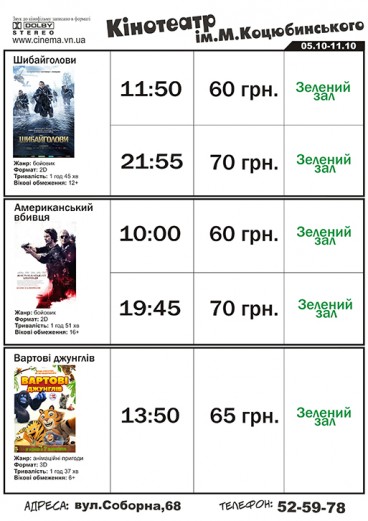 Звук до кінофільму записано в форматі
DOLBY
STEREO
www.cinema.vn.ua
Кінотеатр
ім.М.Коцюбинського
05.10-11.10
Шибайголови
ШИБАЙГОЛОВИ
Жанр: бойовик
Формат: 2D
Тривалість: 1 год 45 хв
Вікові обмеження: 12+
11:50 60 грн. Зелений
зал
21:55 70 грн. Зелений
зал
Американський
вбивця
Жанр: бойовик
Формат: 2D
Тривалість: 1 год 51 хв
Вікові обмеження: 16+
10:00 60 грн. Зелений
зал
19:45 70 грн. Зелений
зал
Вартові джунглів
ВАРТОВІ
ДЖУНГЛІВ
Жанр: анімаційні пригоди
Формат: 3D
Тривалість: 1 год 37 хв
Вікові обмеження: 6+
13:50 65 грн. Зелений
зал
АДРЕСА: вул.Соборна,68 ТЕЛЕФОН: 52-59-78